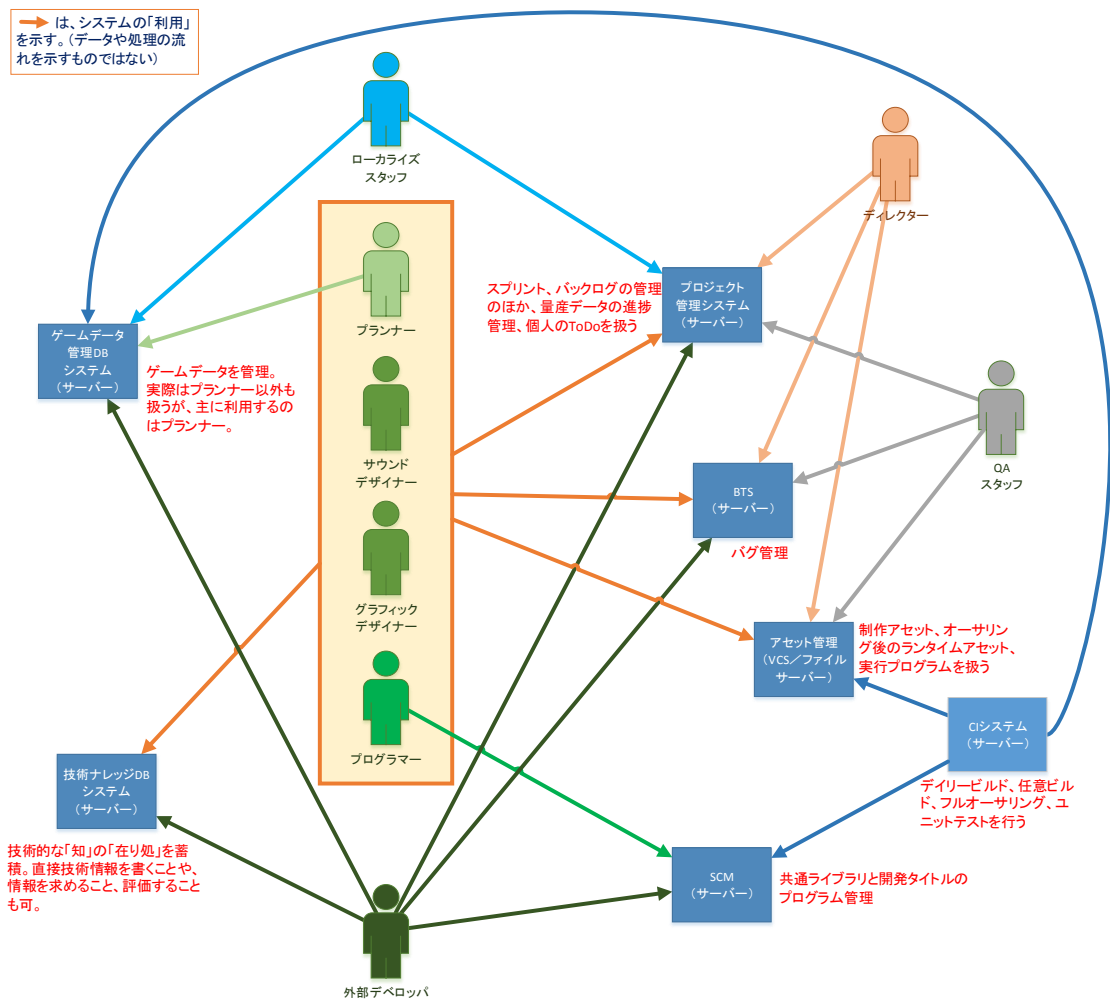 は、システムの「利用」
を示す。（データや処理の流
れを示すものではない）
ローカライズ
スタッフ
ディレクター
プランナー
スプリント、バックログの管理
のほか、量産データの進捗
管理、個人のToDoを扱う
プロジェクト
管理システム
（サーバー）
ゲームデータ
管理DB
システム
（サーバー）
ゲームデータを管理。
実際はプランナー以外も
扱うが、主に利用するの
はプランナー。
サウンド
デザイナー
QA
スタッフ
BTS
（サーバー）
バグ管理
グラフィック
デザイナー
アセット管理
（VCS／ファイル
サーバー）
制作アセット、オーサリン
グ後のランタイムアセット、
実行プログラムを扱う
プログラマー
CIシステム
（サーバー）
デイリービルド、任意ビル
ド、フルオーサリング、ユ
ニットテストを行う
技術ナレッジDB
システム
（サーバー）
技術的な「知」の「在り処」を蓄
積。直接技術情報を書くことや、
情報を求めること、評価すること
も可。
SCM
（サーバー）
共通ライブラリと開発タイトルの
プログラム管理
外部デベロッパ